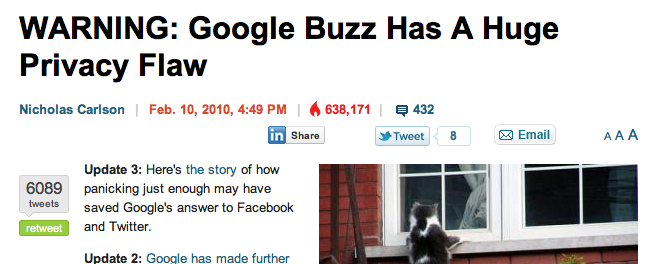 WARNING: Google Buzz Has A Huge
Privacy Flaw
Nicholas Carlson | Feb. 10, 2010, 4:49 PM | 638,171 | 432
in Share Tweet 8 Email A A A
6089
tweets
retweet
Update 3: Here's the story of how
panicking just enough may have
saved Google's answer to Facebook
and Twitter.
Update 2: Google has made further